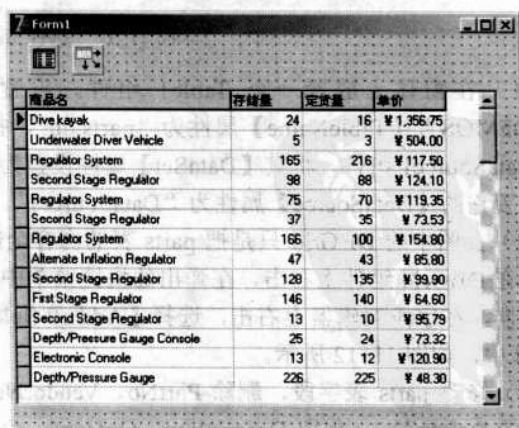 Form1
商品名 存储量 定货量 单价
Dive kayak 24 16 ¥ 1,356.75
Underwater Diver Vehicle 5 3 ¥ 504.00
Regulator System 165 216 ¥ 117.50
Second Stage Regulator 98 88 ¥ 124.10
Regulator System 75 70 ¥ 119.35
Second Stage Regulator 37 35 ¥ 73.53
Regulator System 166 100 ¥ 154.80
Alternate Inflation Regulator 47 43 ¥ 85.80
Second Stage Regulator 128 135 ¥ 99.90
First Stage Regulator 146 140 ¥ 64.60
Second Stage Regulator 13 10 ¥ 95.79
Depth/Pressure Gauge Console 25 24 ¥ 73.32
Electronic Console 13 12 ¥ 120.90
Depth/Pressure Gauge 226 225 ¥ 48.30